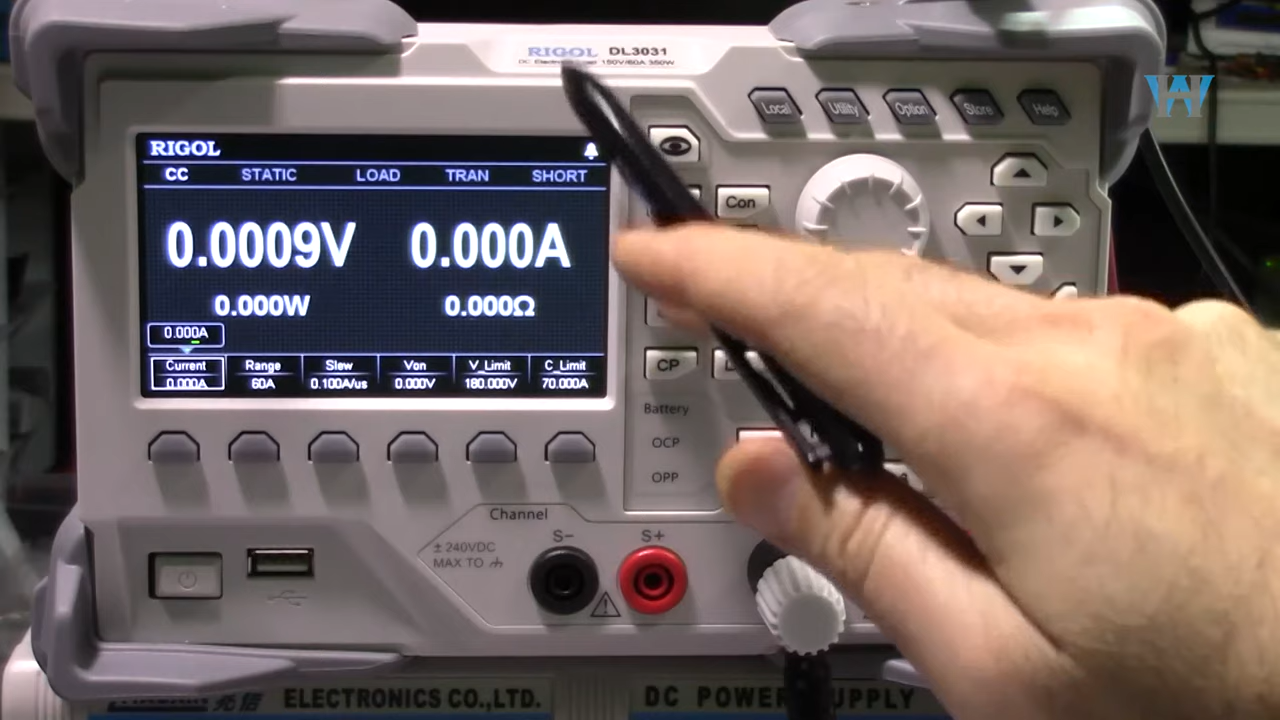 RIGOL DL3031
DC Electronic Load 150V/60A 350W
W
Local Utility Option Store Help
RIGOL
CC STATIC LOAD TRAN SHORT
Con
0.0009V 0.000A
0.000W 0.000Ω
0.000A
Current Range Slew Von V_Limit C_Limit
0.000A 60A 0.100A/us 0.000V 180.000V 70.000A
CP
Battery
OCP
OPP
Channel
S- S+
± 240VDC
MAX TO
ELECTRONICS CO.,LTD. DC POWER SUPPLY